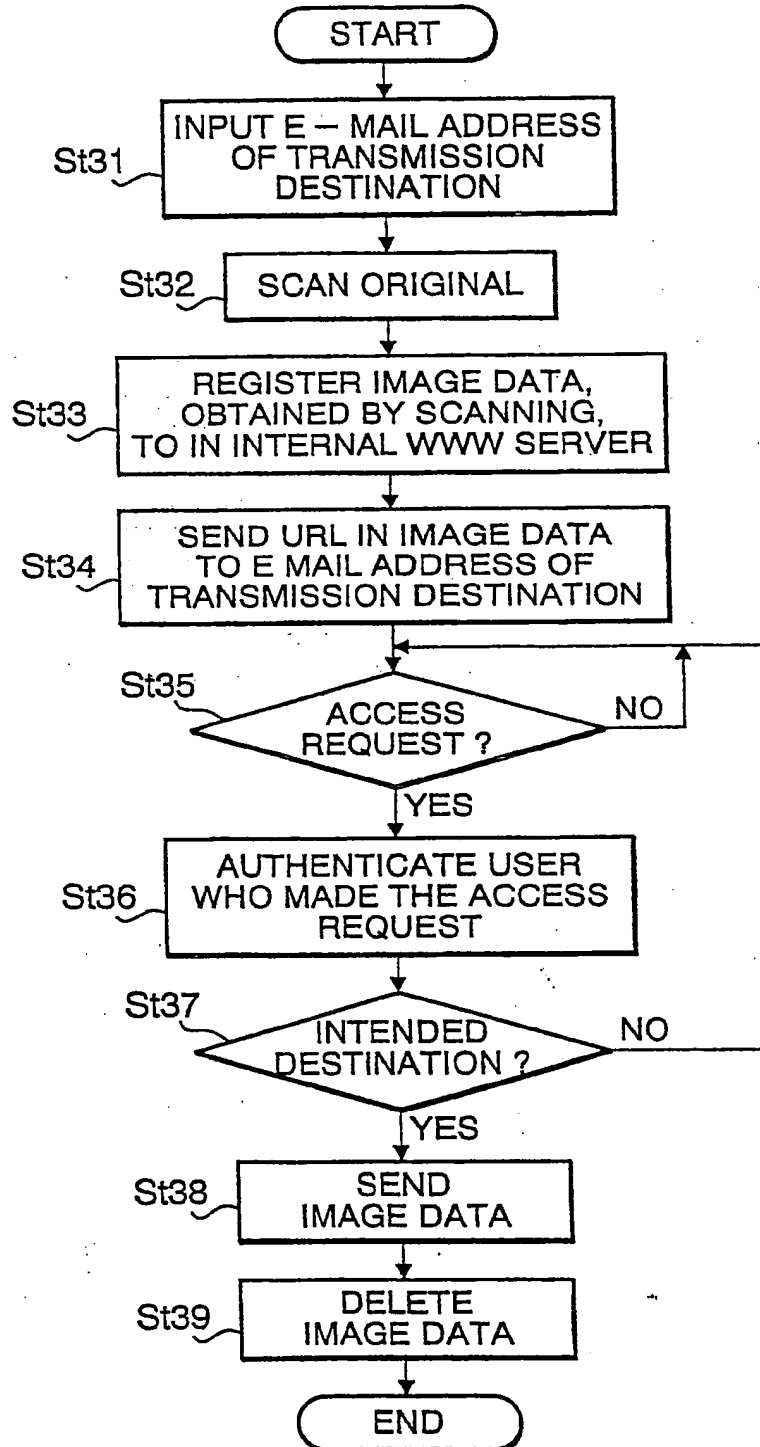 START
St31
INPUT E – MAIL ADDRESS
OF TRANSMISSION
DESTINATION
St32
SCAN ORIGINAL
St33
REGISTER IMAGE DATA,
OBTAINED BY SCANNING,
TO IN INTERNAL WWW SERVER
St34
SEND URL IN IMAGE DATA
TO E MAIL ADDRESS OF
TRANSMISSION DESTINATION
St35
ACCESS
REQUEST ?
NO
YES
St36
AUTHENTICATE USER
WHO MADE THE ACCESS
REQUEST
St37
INTENDED
DESTINATION ?
NO
YES
St38
SEND
IMAGE DATA
St39
DELETE
IMAGE DATA
END